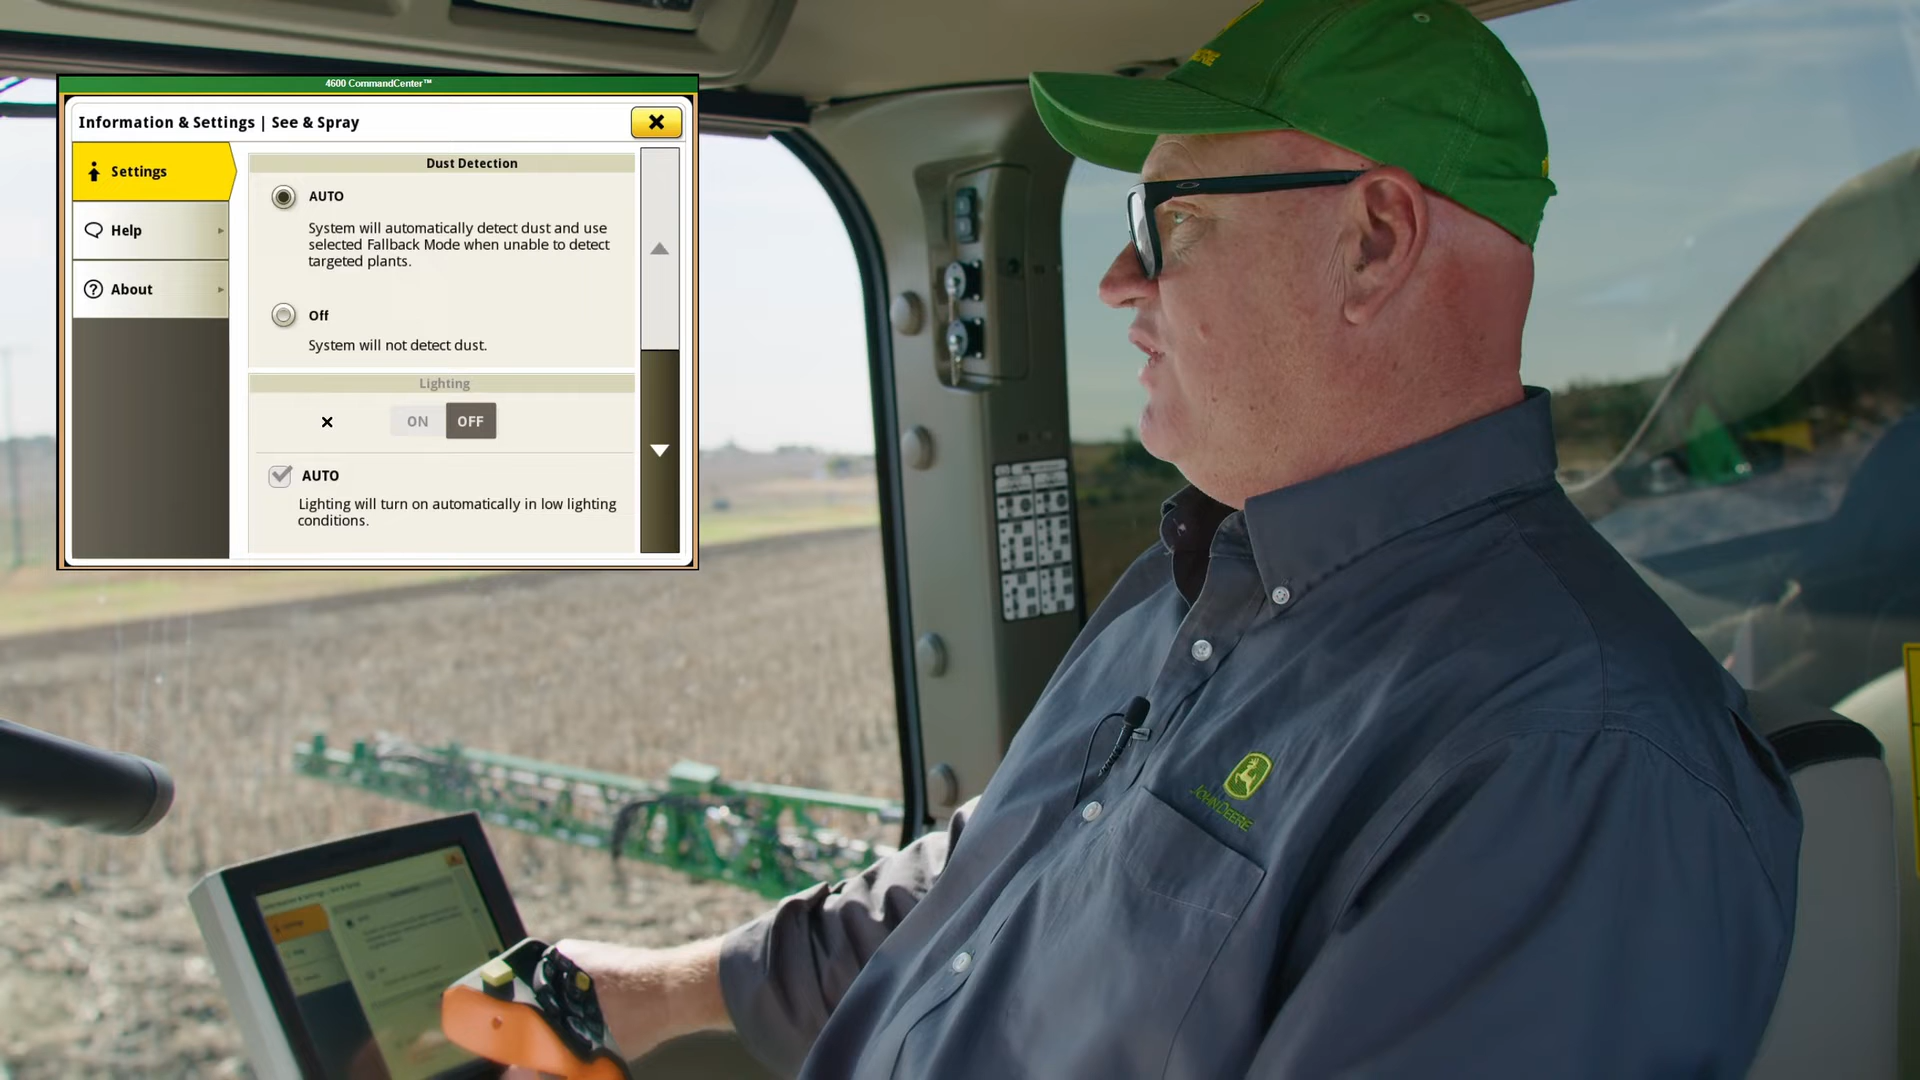 4600 CommandCenter™
Information & Settings | See & Spray
Settings
Help
About
Dust Detection
AUTO
System will automatically detect dust and use
selected Fallback Mode when unable to detect
targeted plants.
Off
System will not detect dust.
Lighting
ON OFF
AUTO
Lighting will turn on automatically in low lighting
conditions.
JOHN DEERE